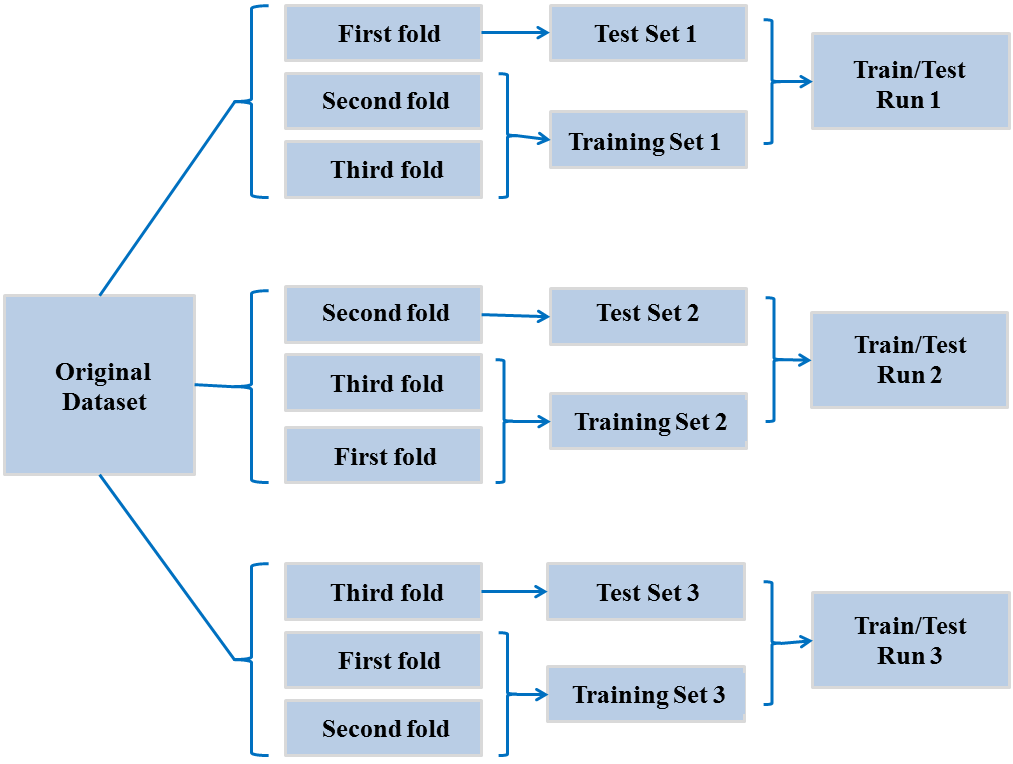 First fold
Test Set 1
Second fold
Third fold
Training Set 1
Train/Test
Run 1
Original
Dataset
Second fold
Test Set 2
Third fold
First fold
Training Set 2
Train/Test
Run 2
Third fold
Test Set 3
First fold
Second fold
Training Set 3
Train/Test
Run 3